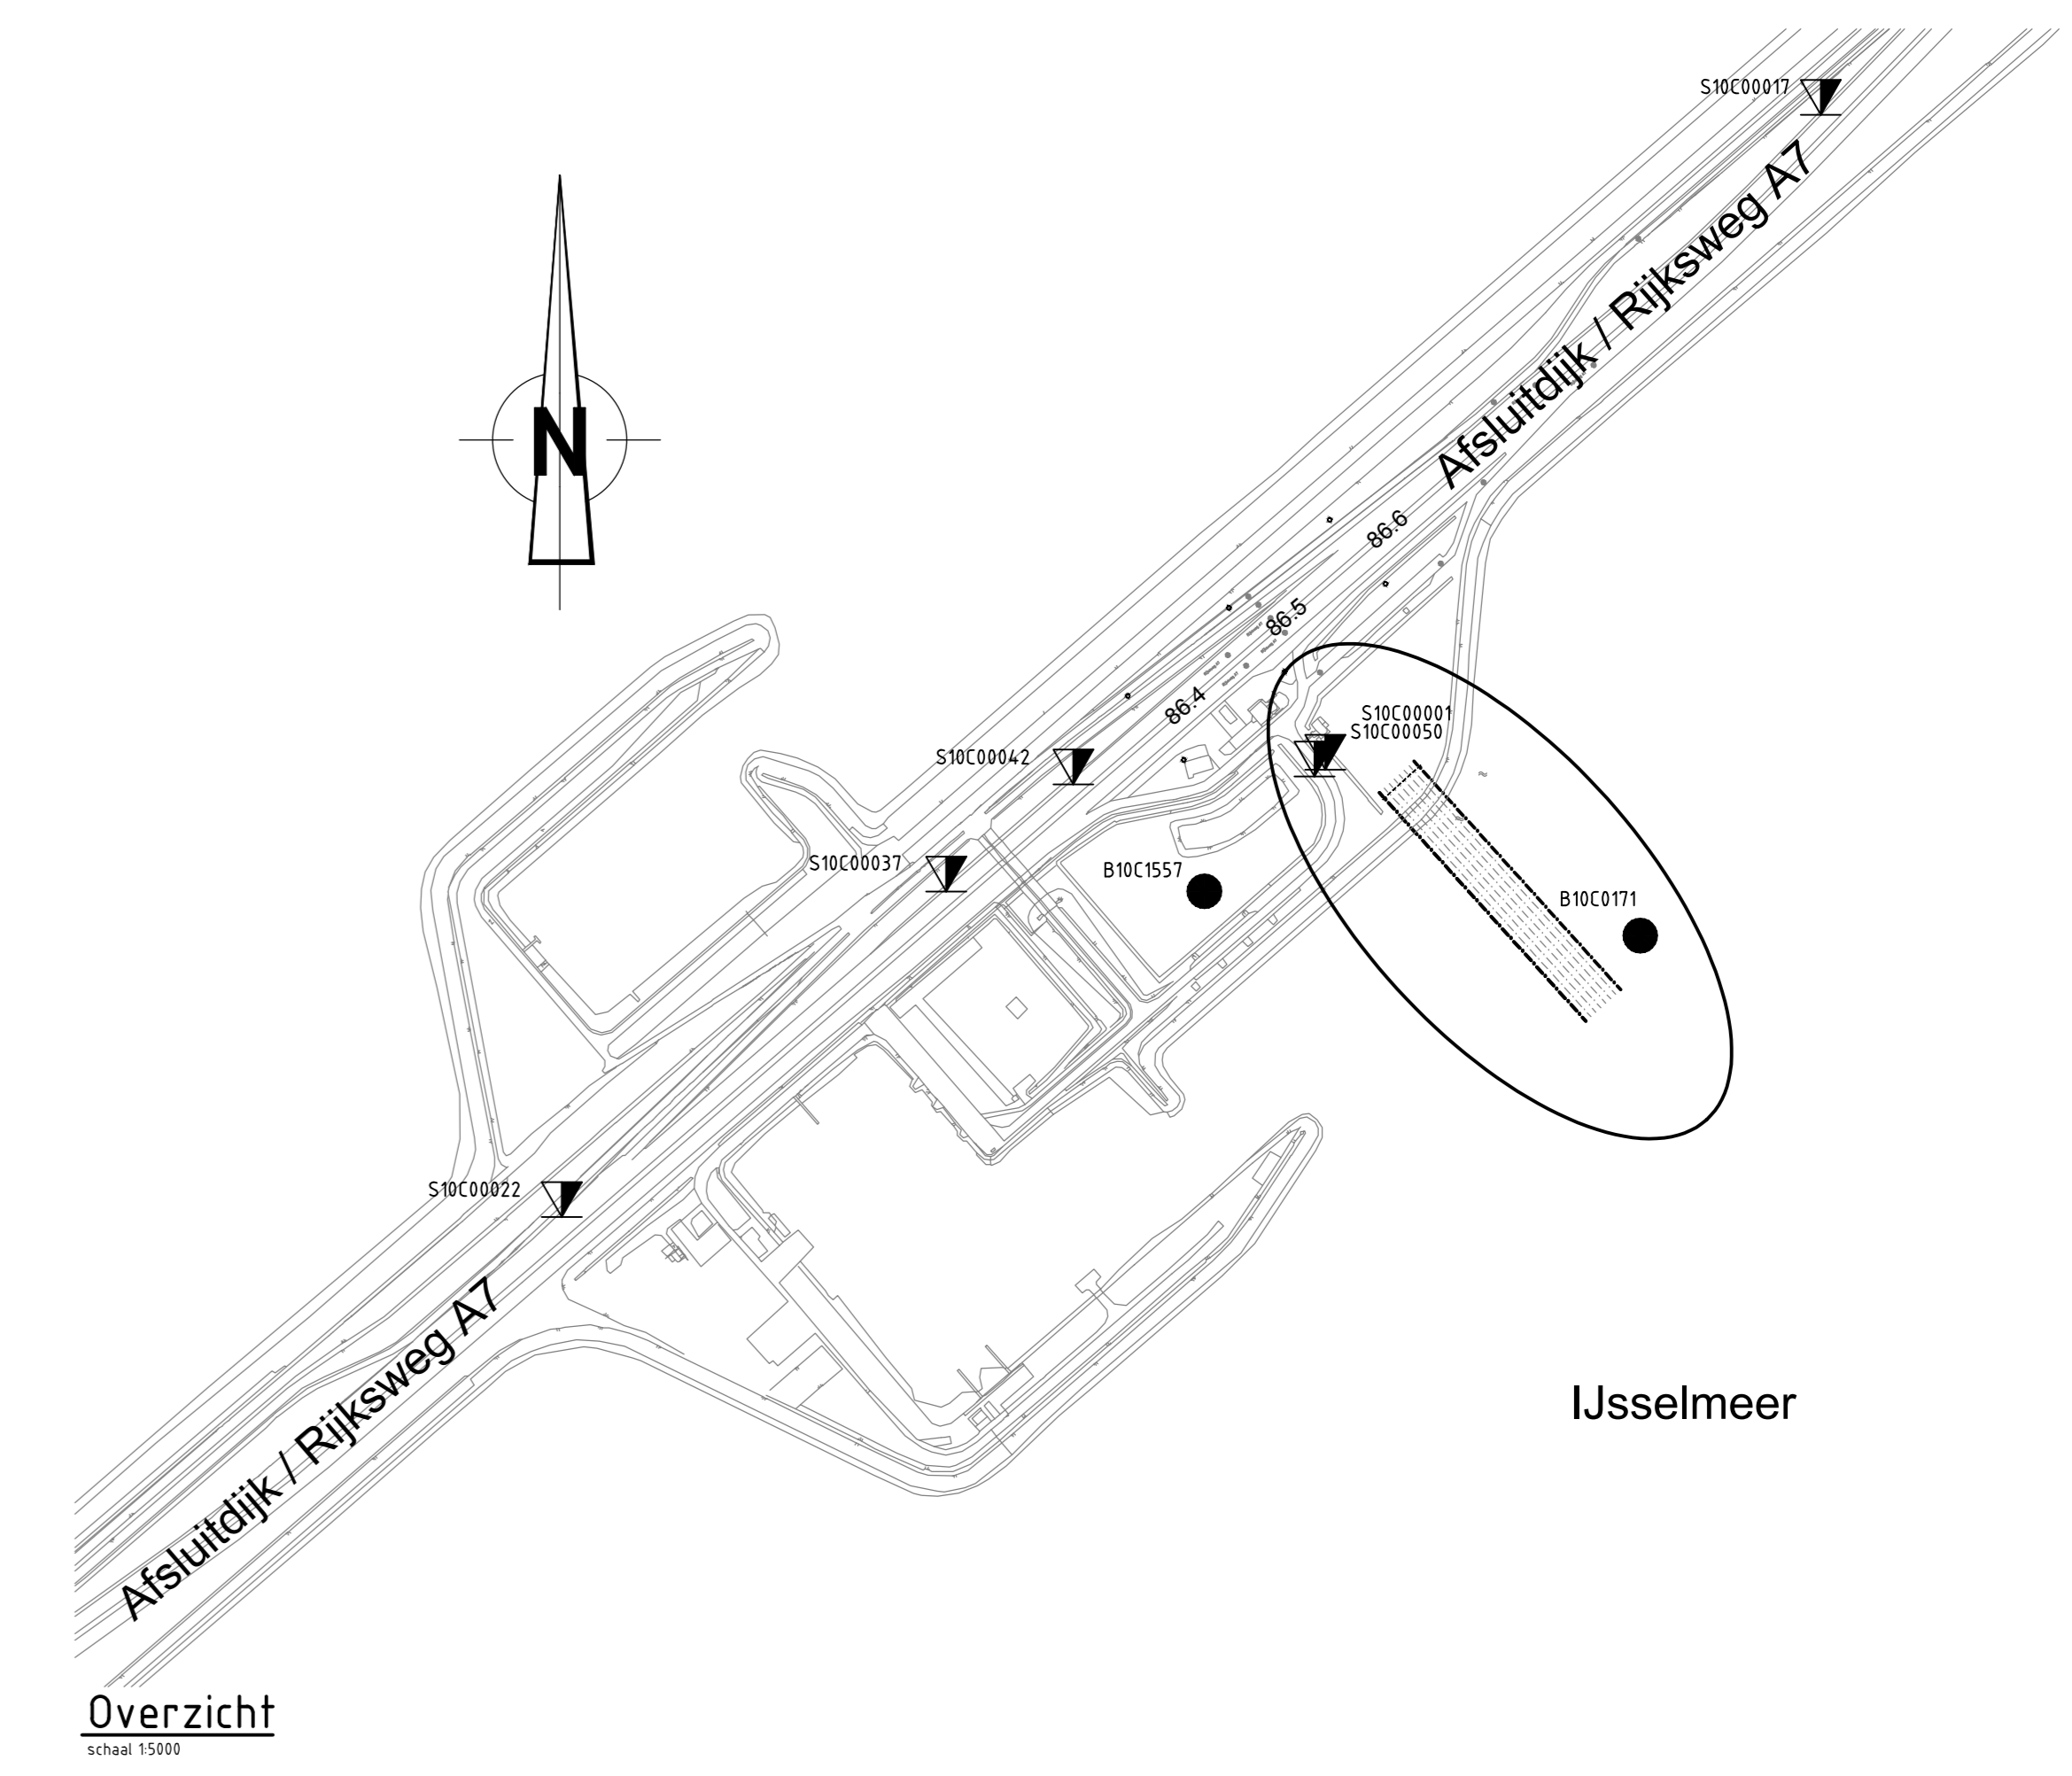 S10C00017
Afsluitdijk / Rijksweg A7
N
86.6
86.5
86.4
S10C00001
S10C00050
S10C00042
S10C00037
B10C1557
B10C0171
S10C00022
Afsluitdijk / Rijksweg A7
IJsselmeer
Overzicht
schaal 1:5000